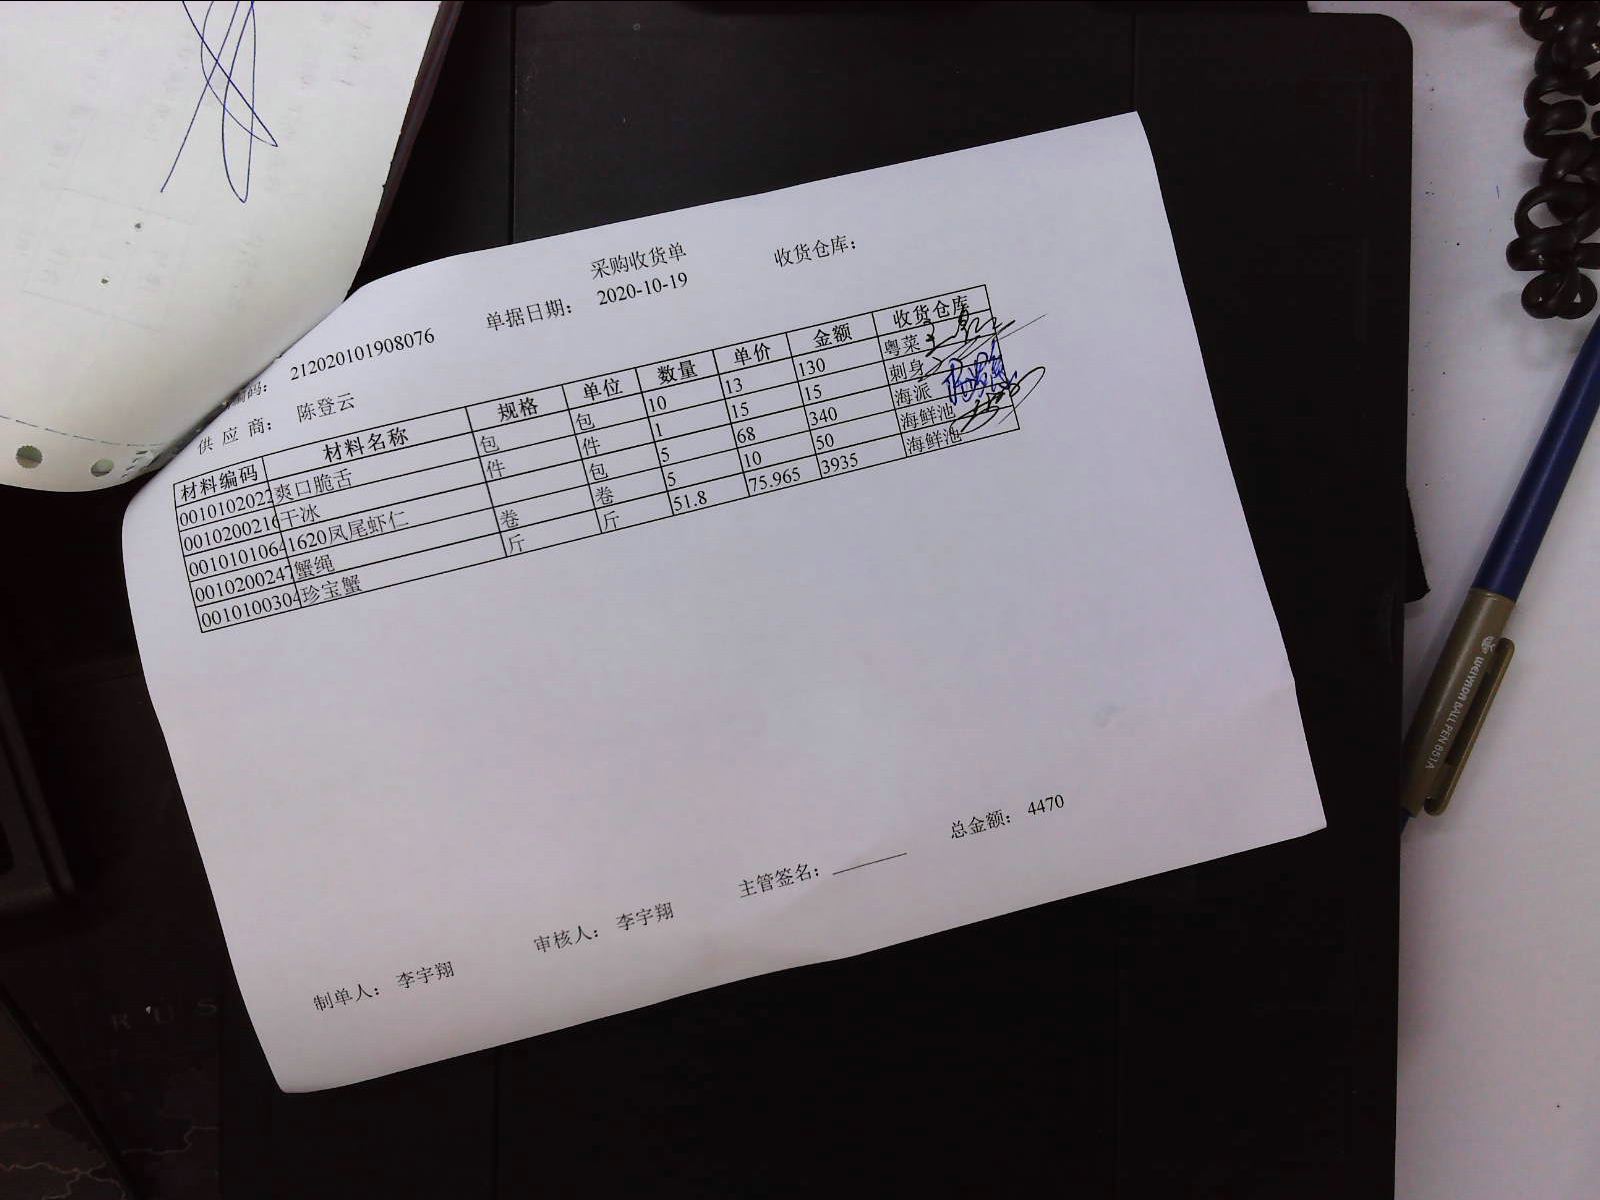 采购收货单
收货仓库：
单据日期： 2020-10-19
编码： 212020101908076
供 应 商： 陈登云
材料编码 材料名称 规格 单位 数量 单价 金额 收货仓库
0010102022 爽口脆舌 包 包 10 13 130 粤菜
0010200216 干冰 件 件 1 15 15 刺身
0010101064 1620凤尾虾仁 包 5 68 340 海派
0010200247 蟹绳 卷 卷 5 10 50 海鲜池
0010100304 珍宝蟹 斤 斤 51.8 75.965 3935 海鲜池
总金额： 4470
主管签名：
审核人： 李宇翔
制单人： 李宇翔
WEIYADA BALL PEN 651A
R U S